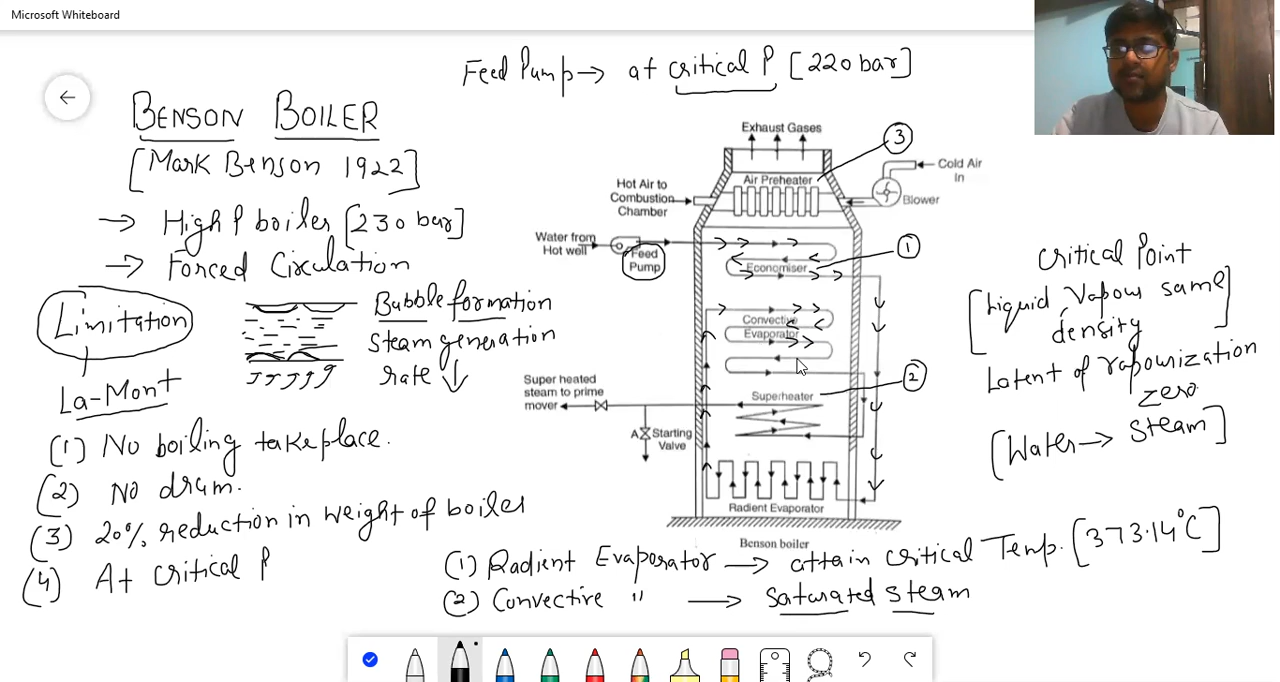 Microsoft Whiteboard
Feed Pump → at critical P [220 bar]
BENSON BOILER
[Mark Benson 1922]
→ High P boiler [230 bar]
→ Forced Circulation
Limitation
La-Mont
Bubble formation
Steam generation
rate ↓
(1) No boiling take place.
(2) No drum.
(3) 20% reduction in weight of boiler
(4) At critical P
Exhaust Gases
3
Air Preheater
Cold Air
In
Blower
Hot Air to
Combustion
Chamber
Water from
Hot well
Feed
Pump
1
Economiser
Convective
Evaporator
2
Superheater
Super heated
steam to prime
mover
A
Starting
Valve
Radient Evaporator
Benson boiler
Critical Point
[Liquid Vapour same]
density
Latent of vapourization
zero
[Water → Steam]
(1) Radient Evaporator → attain critical Temp. [373.14°C]
(2) Convective " → Saturated steam